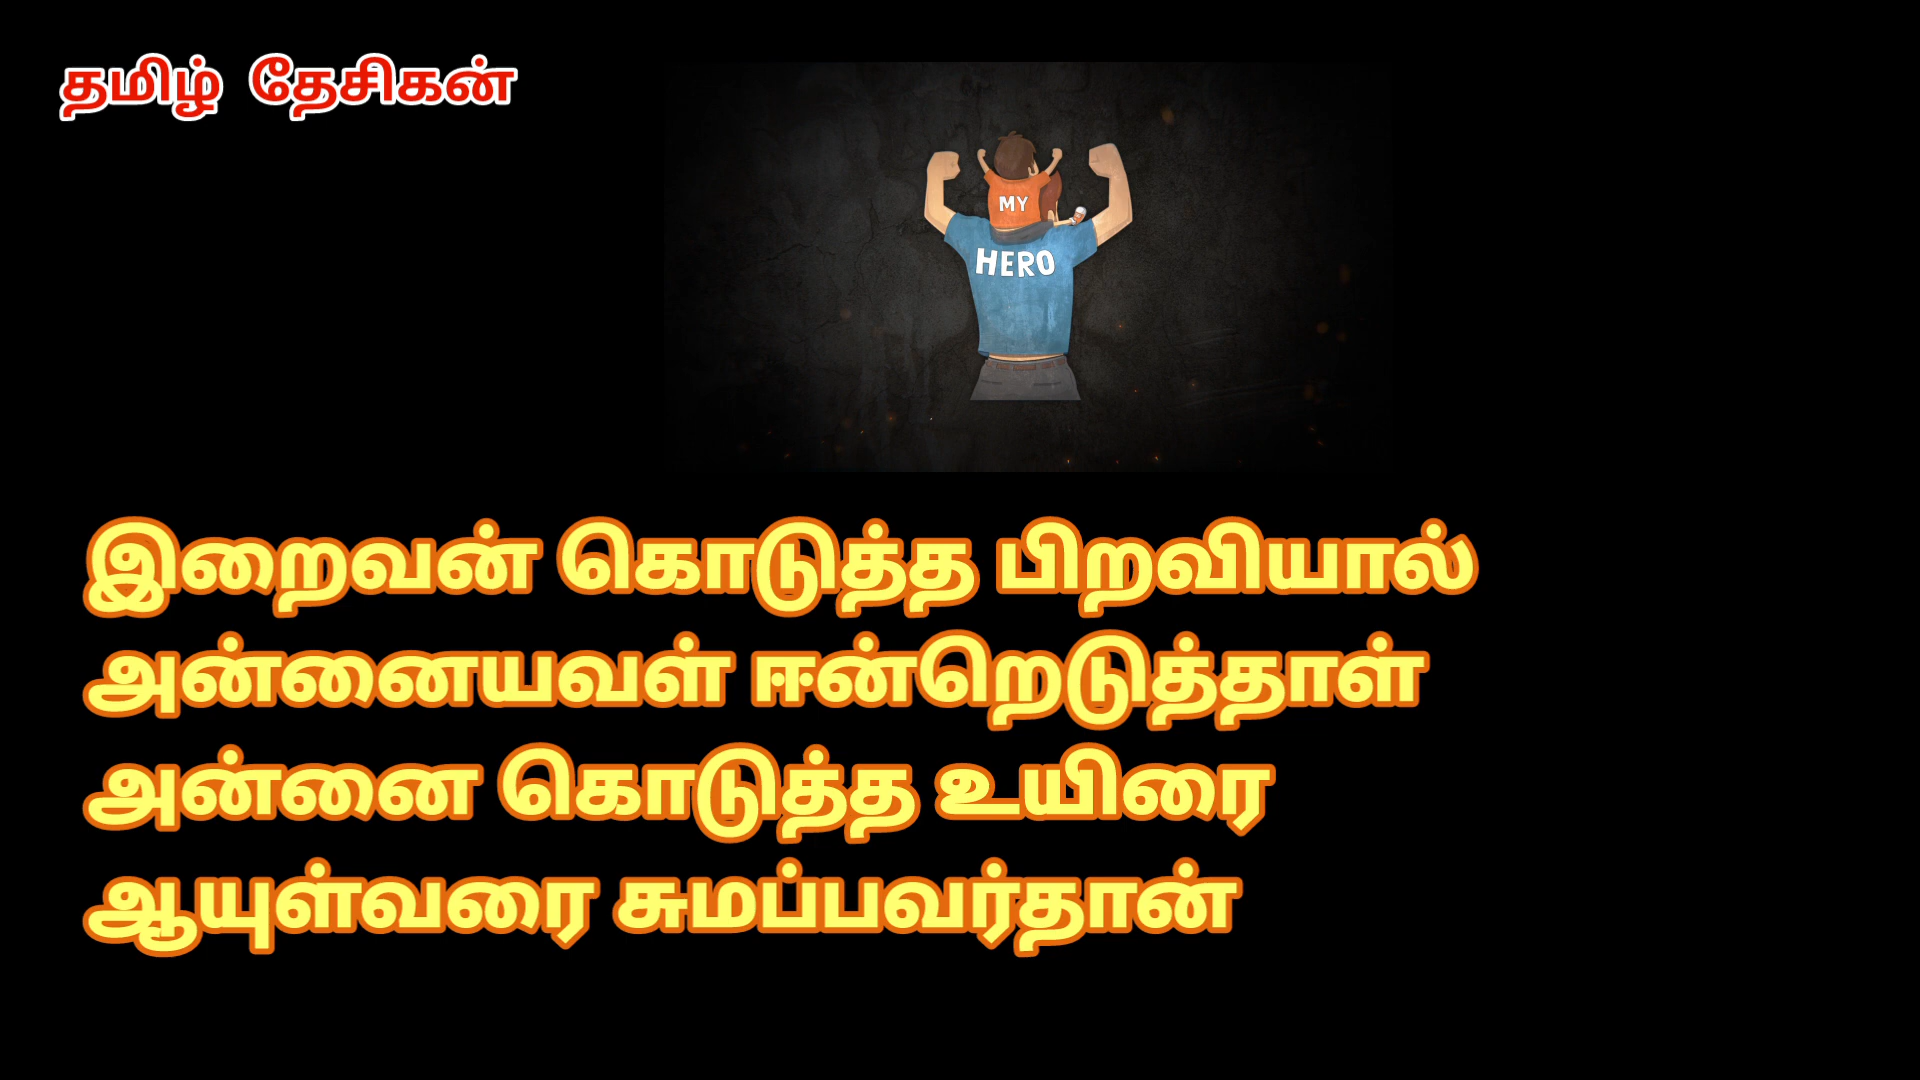 தமிழ் தேசிகன்
MY
HERO
இறைவன் கொடுத்த பிறவியால்
அன்னையவள் ஈன்றெடுத்தாள்
அன்னை கொடுத்த உயிரை
ஆயுள்வரை சுமப்பவர்தான்